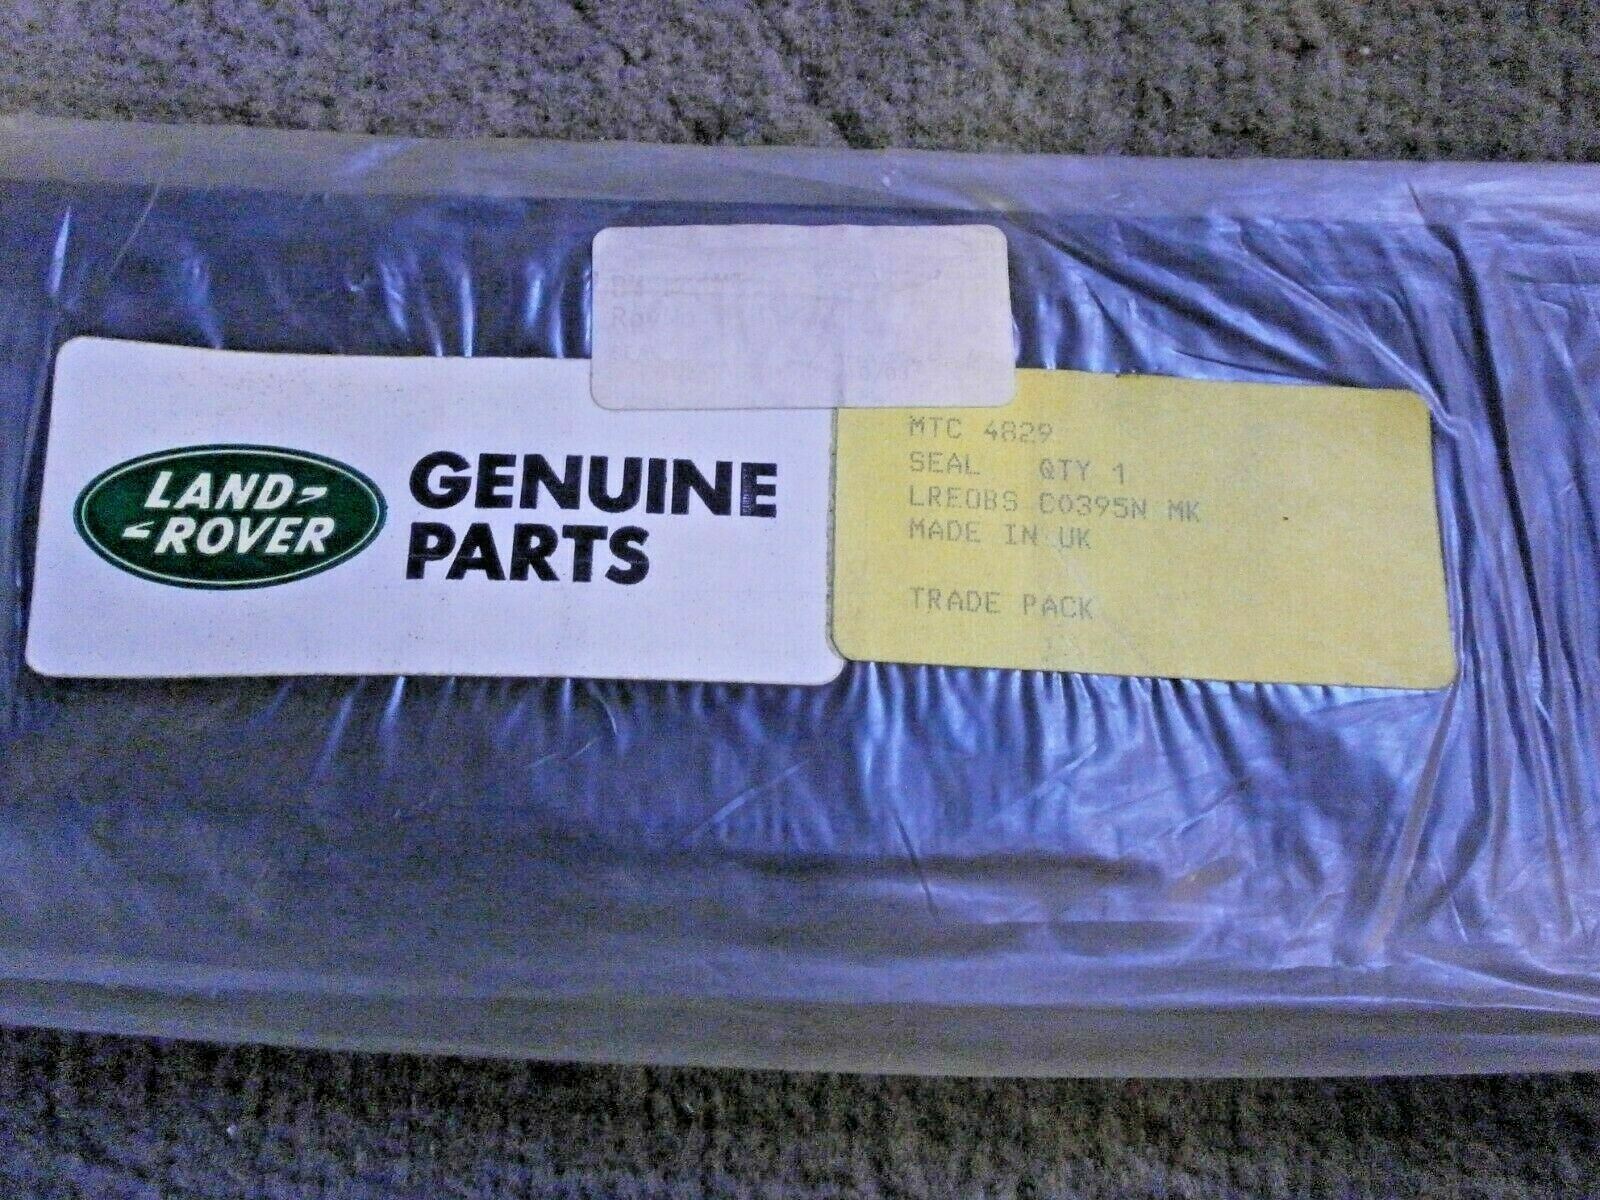 LAND-
-ROVER
GENUINE
PARTS
MTC 4829
SEAL QTY 1
LREOBS C0395N MK
MADE IN UK
TRADE PACK